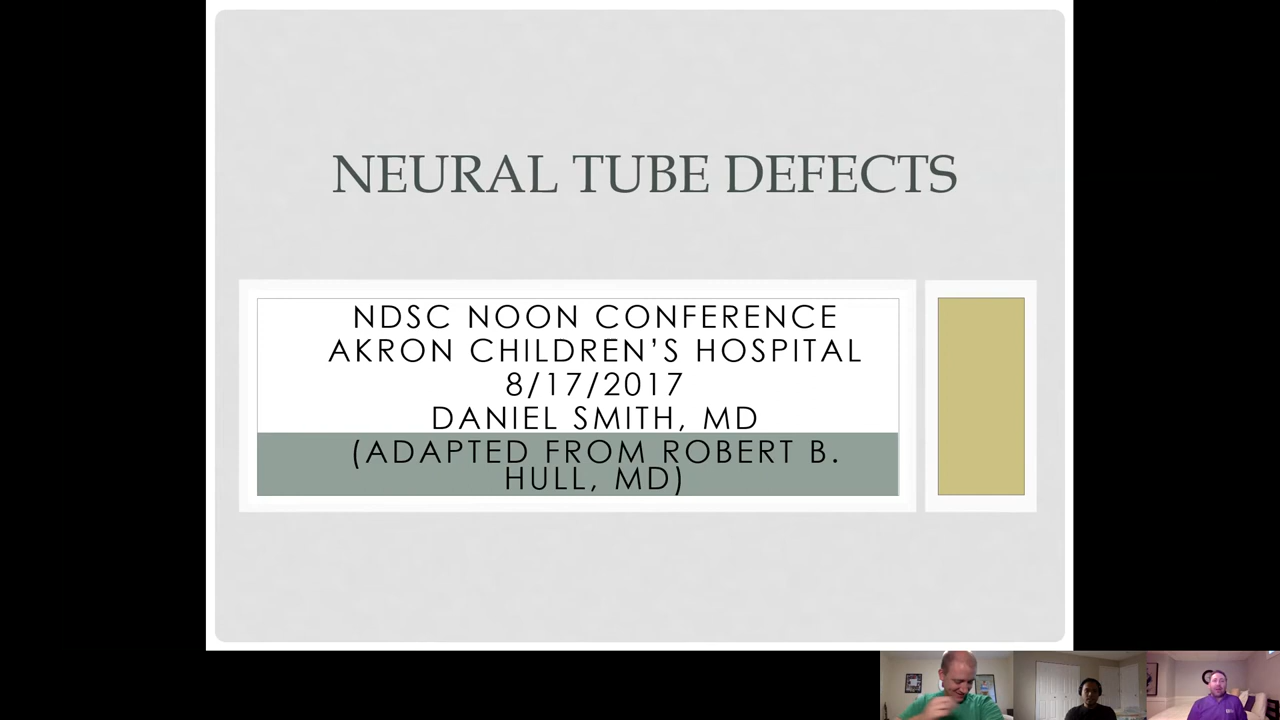 NEURAL TUBE DEFECTS
NDSC NOON CONFERENCE
AKRON CHILDREN’S HOSPITAL
8/17/2017
DANIEL SMITH, MD
(ADAPTED FROM ROBERT B.
HULL, MD)